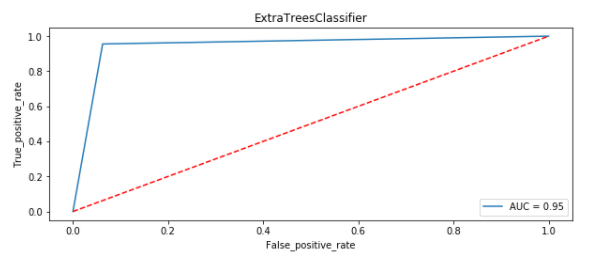 ExtraTreesClassifier
1.0
0.8
0.6
0.4
0.2
0.0
True_positive_rate
AUC = 0.95
0.0 0.2 0.4 0.6 0.8 1.0
False_positive_rate